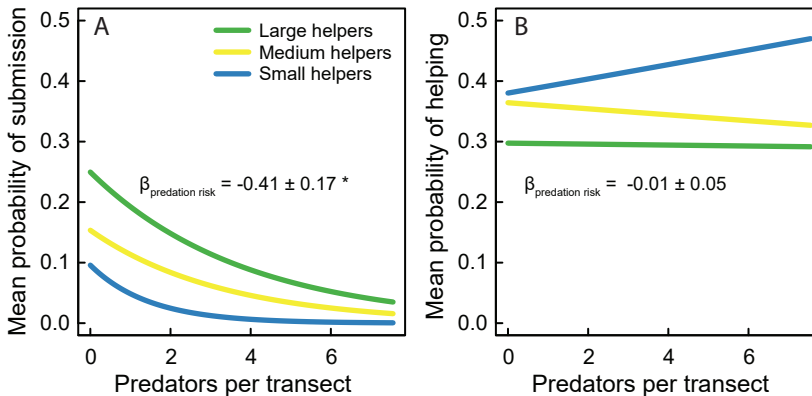 A
Large helpers
Medium helpers
Small helpers
β predation risk = -0.41 ± 0.17 *
Mean probability of submission
0.5
0.4
0.3
0.2
0.1
0.0
0 2 4 6
Predators per transect
B
β predation risk = -0.01 ± 0.05
Mean probability of helping
0.5
0.4
0.3
0.2
0.1
0.0
0 2 4 6
Predators per transect